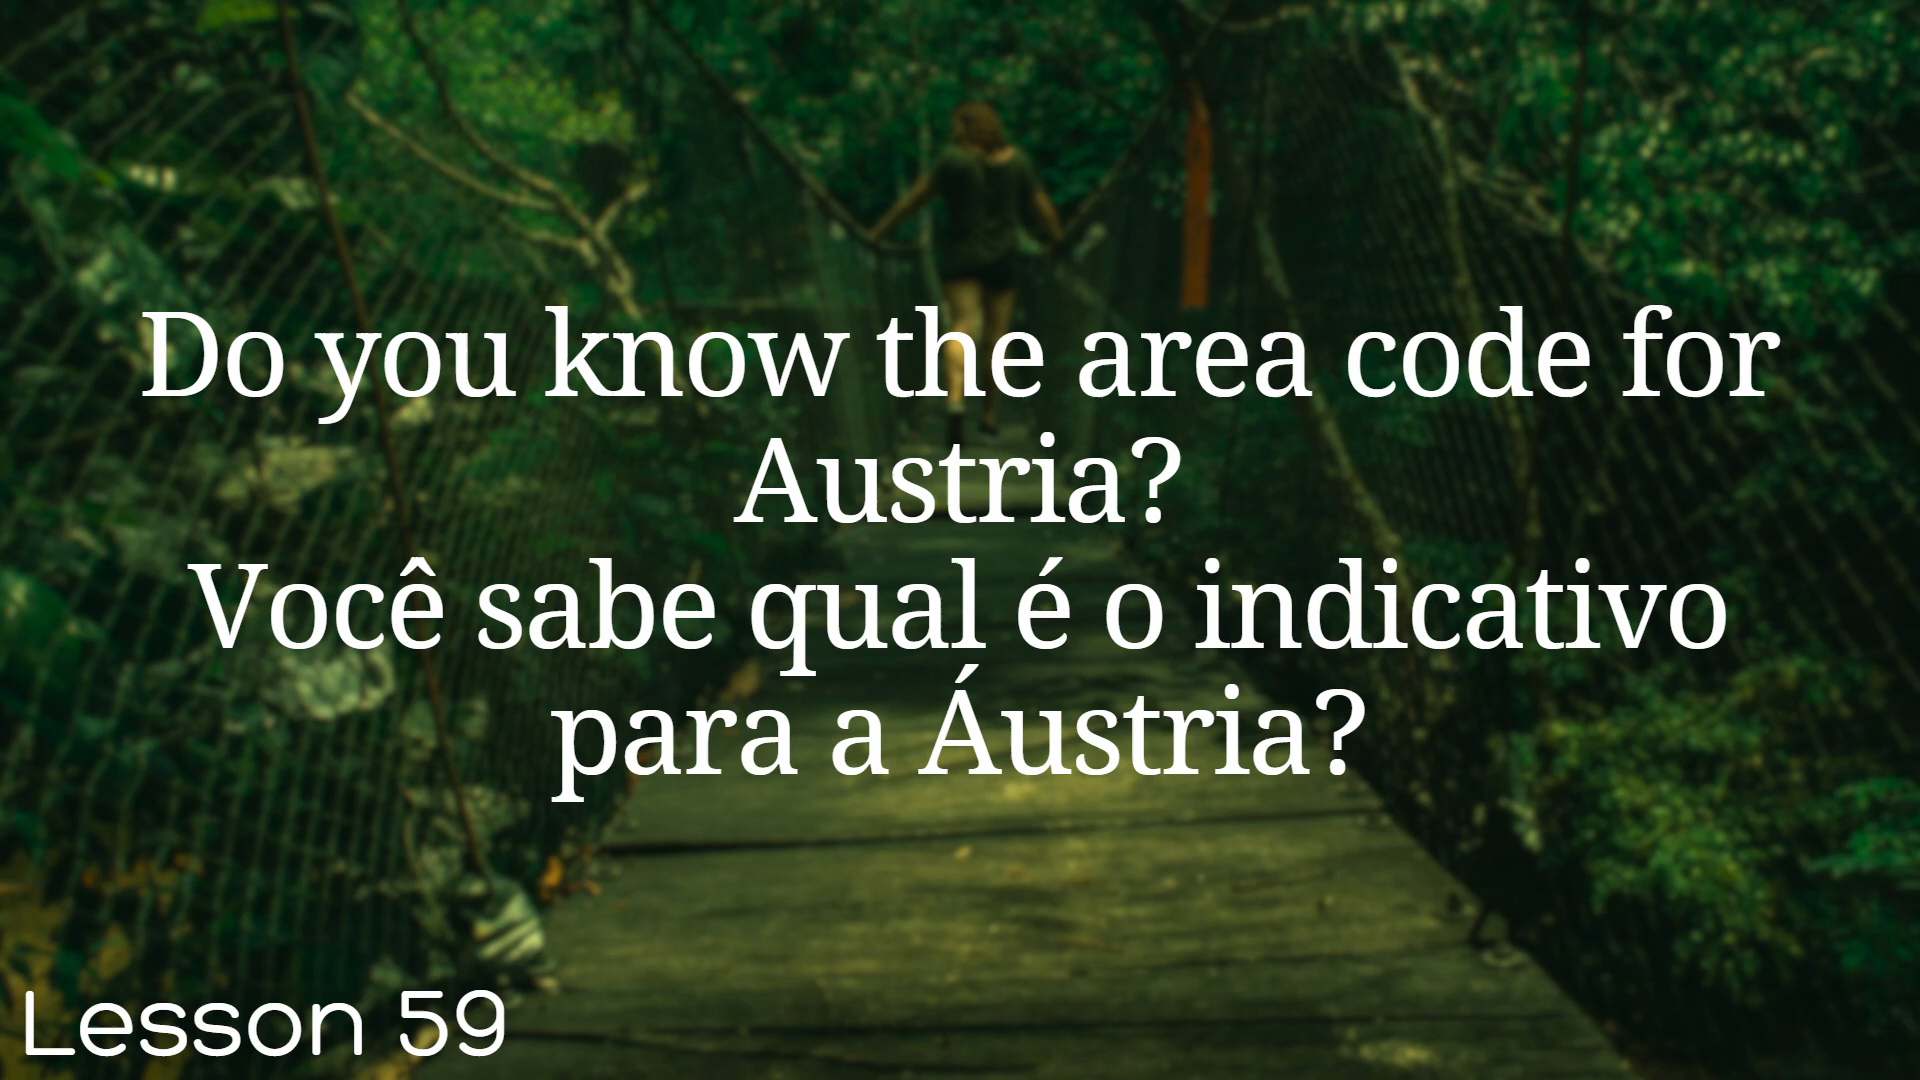 Do you know the area code for
Austria?
Você sabe qual é o indicativo
para a Áustria?
Lesson 59